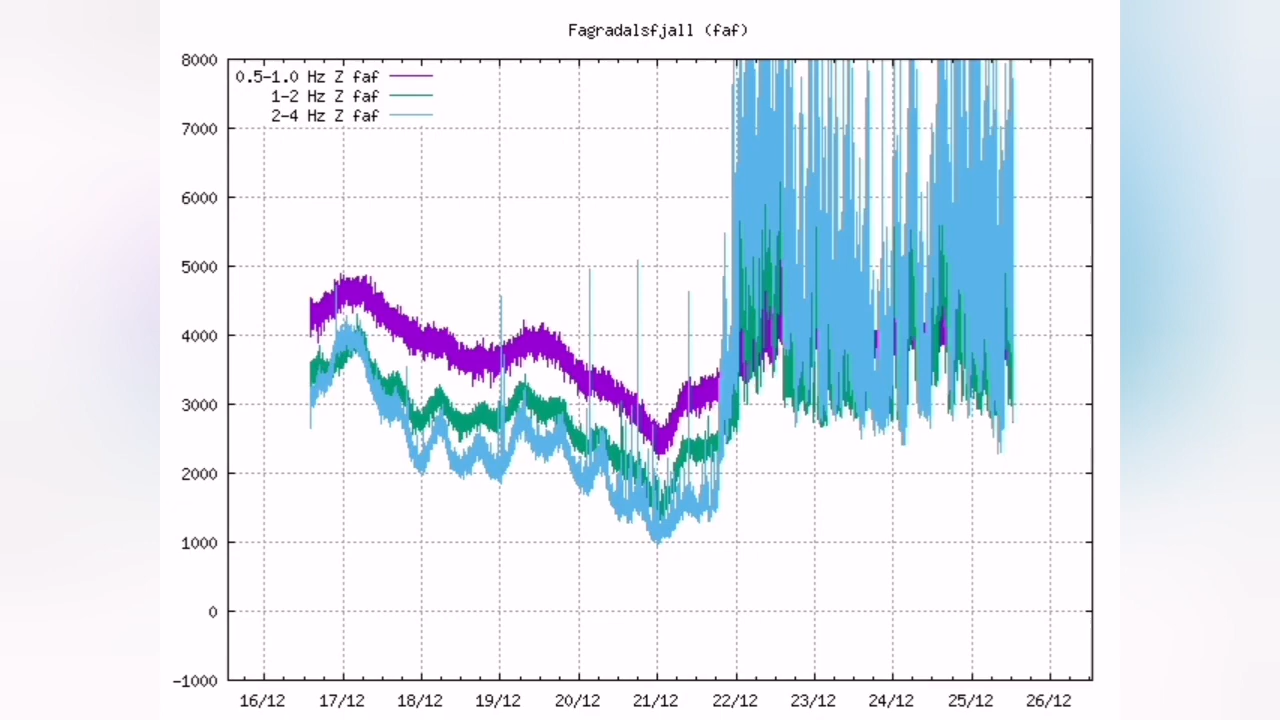 Fagradalsfjall (faf)
0.5-1.0 Hz Z faf
1-2 Hz Z faf
2-4 Hz Z faf
8000
7000
6000
5000
4000
3000
2000
1000
0
-1000
16/12 17/12 18/12 19/12 20/12 21/12 22/12 23/12 24/12 25/12 26/12